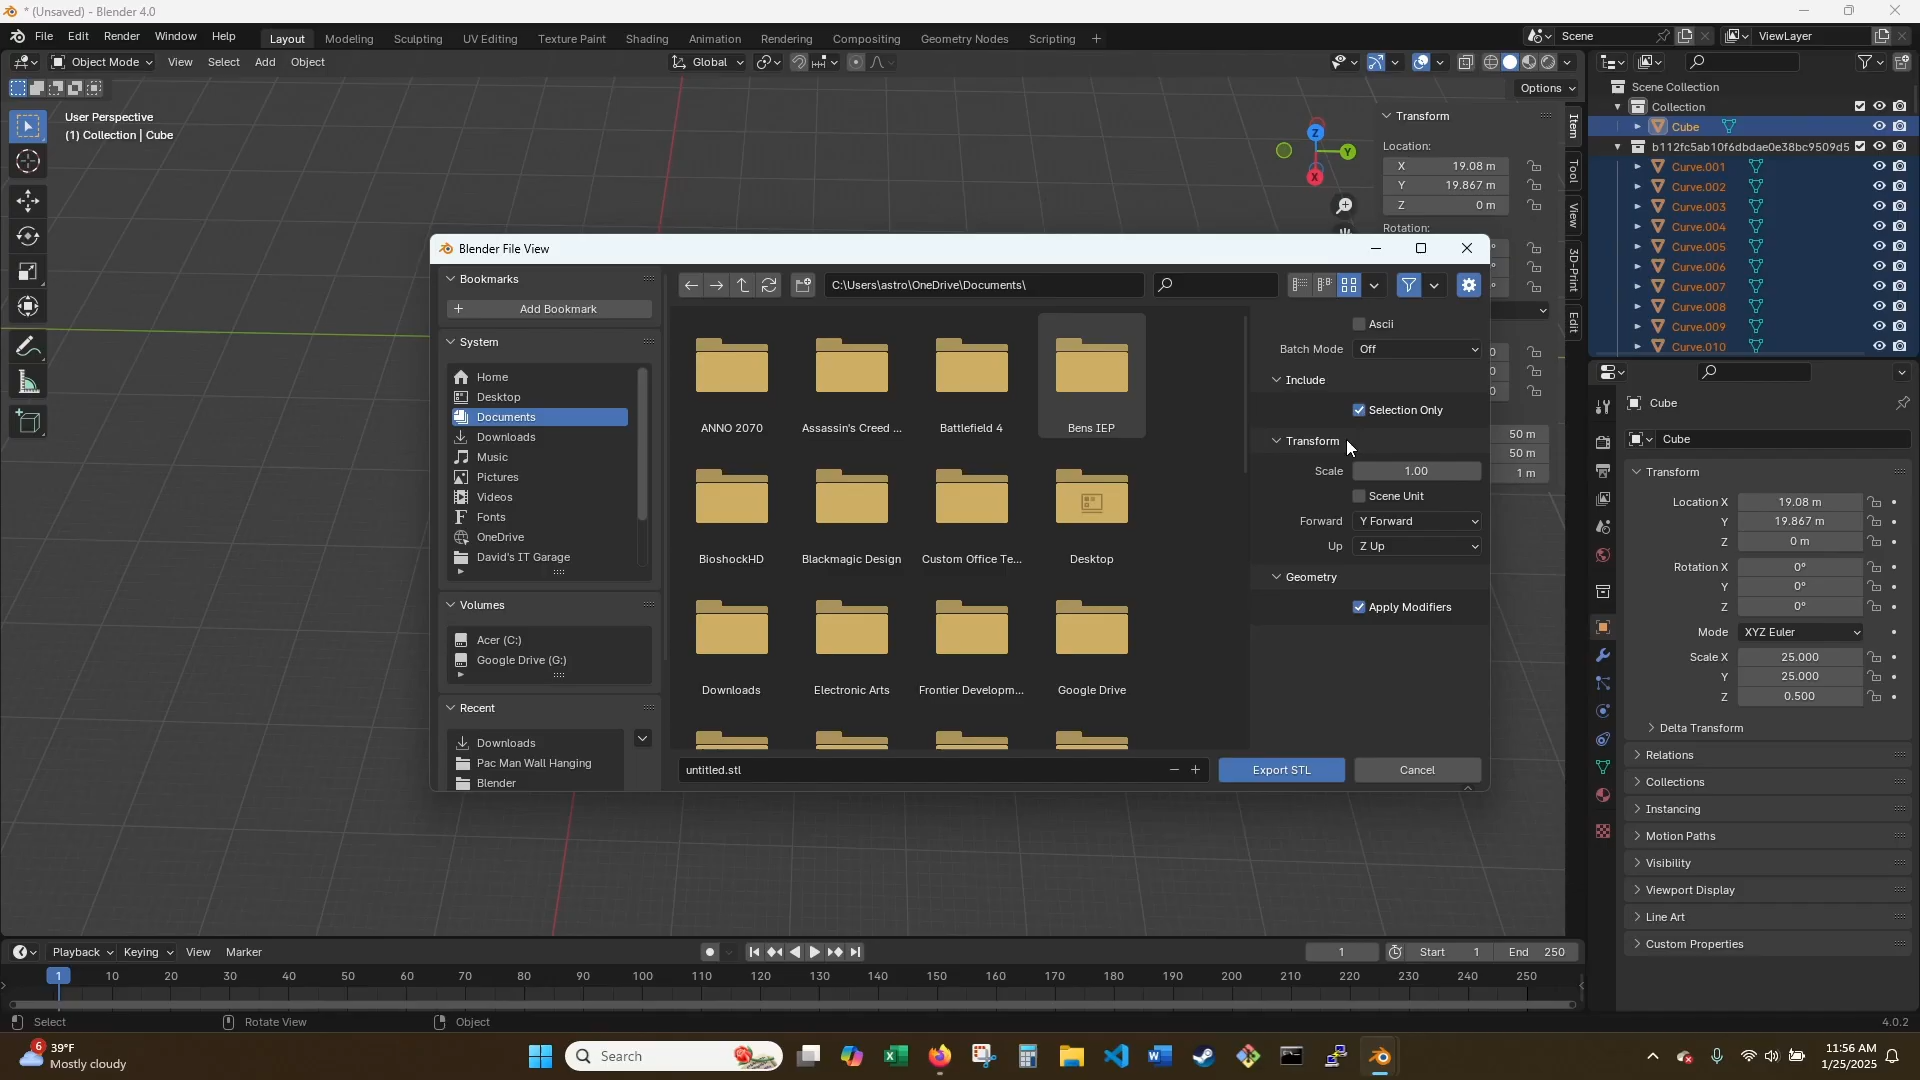 * (Unsaved) - Blender 4.0
File Edit Render Window Help
Layout Modeling Sculpting UV Editing Texture Paint Shading Animation Rendering Compositing Geometry Nodes Scripting +
Scene
ViewLayer
Object Mode View Select Add Object
Global
Options
User Perspective
(1) Collection | Cube
Z
Y
X
Transform
Location:
X 19.08 m
Y 19.867 m
Z 0 m
Rotation:
50 m
50 m
1 m
Item
Tool
View
3D-Print
Edit
Scene Collection
Collection
Cube
b112fc5ab10f6dbdae0e38bc9509d5
Curve.001
Curve.002
Curve.003
Curve.004
Curve.005
Curve.006
Curve.007
Curve.008
Curve.009
Curve.010
Blender File View
Bookmarks
Add Bookmark
System
Home
Desktop
Documents
Downloads
Music
Pictures
Videos
Fonts
OneDrive
David's IT Garage
Volumes
Acer (C:)
Google Drive (G:)
Recent
Downloads
Pac Man Wall Hanging
Blender
C:\Users\astro\OneDrive\Documents\
ANNO 2070 Assassin's Creed ... Battlefield 4 Bens IEP
BioshockHD Blackmagic Design Custom Office Te... Desktop
Downloads Electronic Arts Frontier Developm... Google Drive
Ascii
Batch Mode Off
Include
Selection Only
Transform
Scale 1.00
Scene Unit
Forward Y Forward
Up Z Up
Geometry
Apply Modifiers
untitled.stl
Export STL
Cancel
Cube
Cube
Transform
Location X 19.08 m
Y 19.867 m
Z 0 m
Rotation X 0°
Y 0°
Z 0°
Mode XYZ Euler
Scale X 25.000
Y 25.000
Z 0.500
Delta Transform
Relations
Collections
Instancing
Motion Paths
Visibility
Viewport Display
Line Art
Custom Properties
Playback Keying View Marker
1 Start 1 End 250
1 10 20 30 40 50 60 70 80 90 100 110 120 130 140 150 160 170 180 190 200 210 220 230 240 250
Select Rotate View Object 4.0.2
6
39°F
Mostly cloudy
Search
11:56 AM
1/25/2025